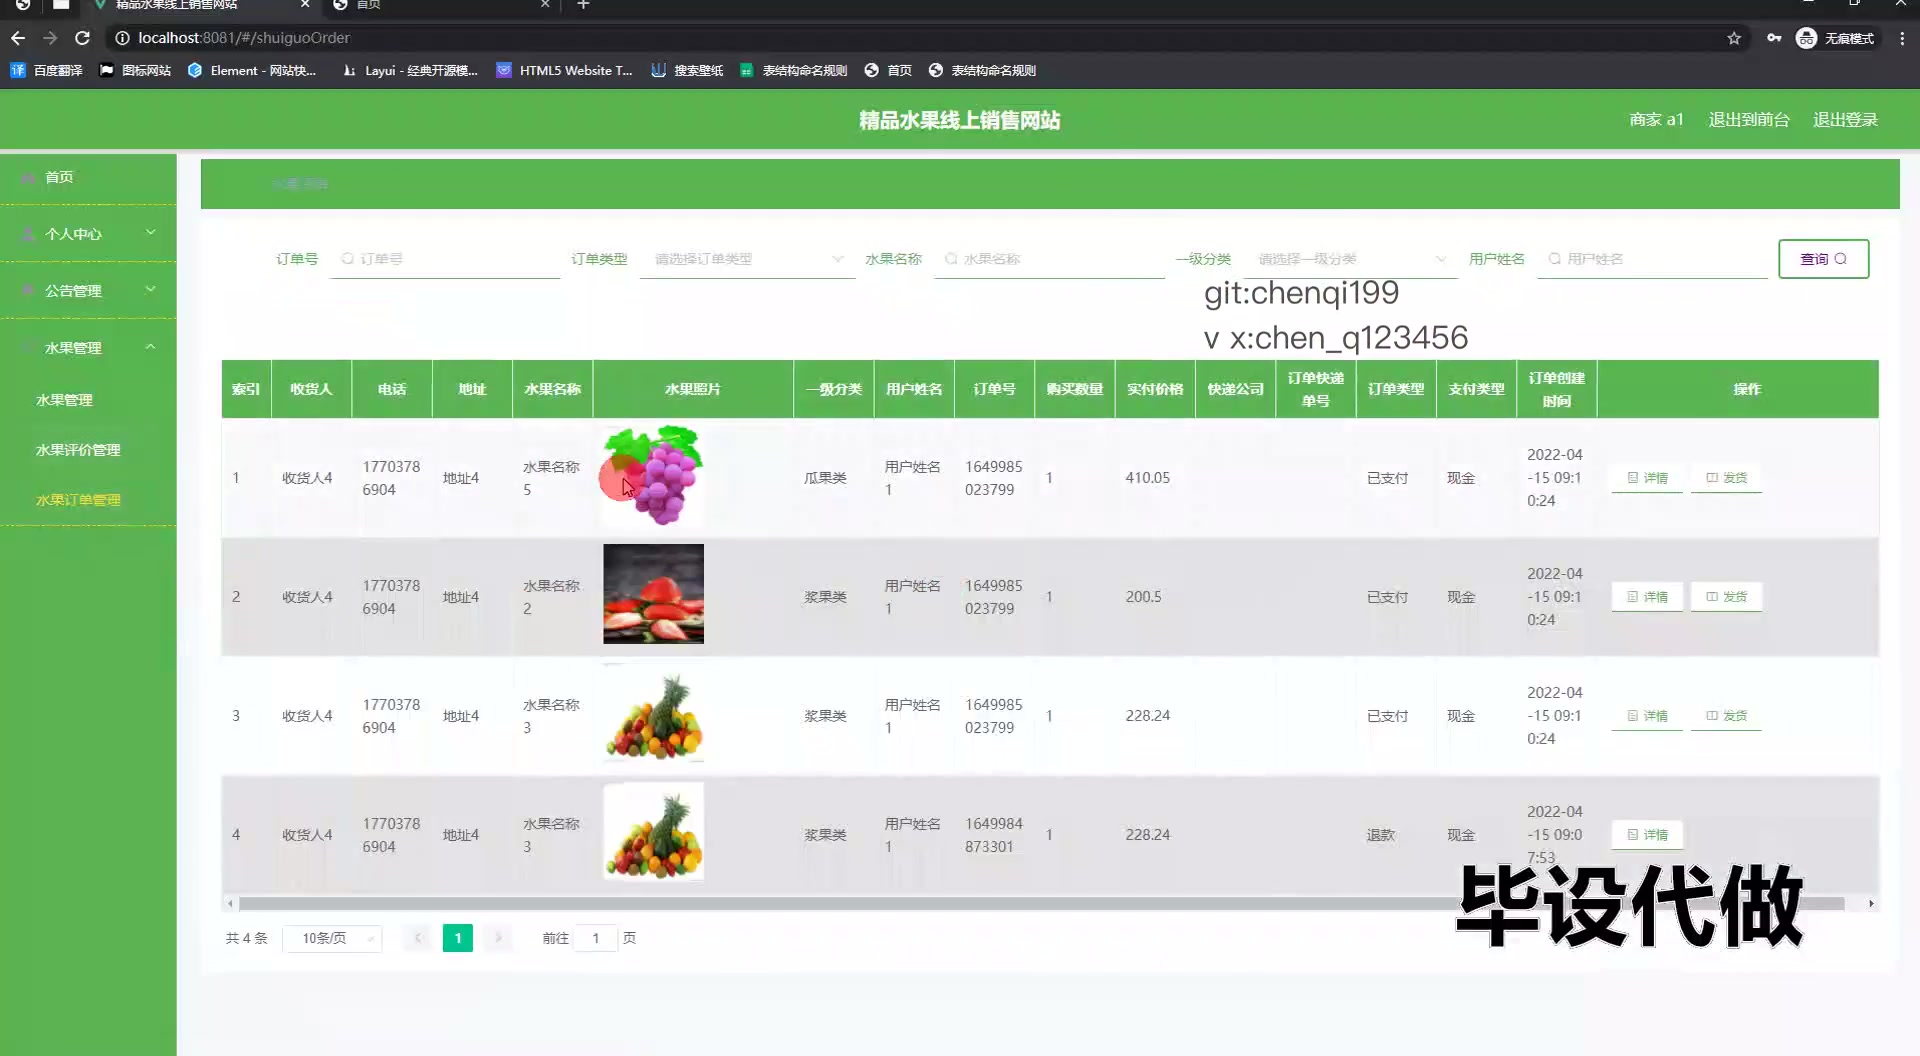 精品水果线上销售网站
首页
localhost:8081/#/shuiguoOrder
无痕模式
百度翻译
图标网站
Element - 网站快...
Layui - 经典开源模...
HTML5 Website T...
搜索壁纸
表结构命名规则
首页
表结构命名规则
精品水果线上销售网站
商家 a1
退出到前台
退出登录
首页
个人中心
公告管理
水果管理
水果管理
水果评价管理
水果订单管理
订单号 订单号
订单类型 请选择订单类型
水果名称 水果名称
一级分类 请选择一级分类
用户姓名 用户姓名
查询
git:chenqi199
v x:chen_q123456
索引 收货人 电话 地址 水果名称 水果照片 一级分类 用户姓名 订单号 购买数量 实付价格 快递公司 订单快递单号 订单类型 支付类型 订单创建时间 操作
1 收货人4 17703786904 地址4 水果名称5 瓜果类 用户姓名1 1649985023799 1 410.05 已支付 现金 2022-04-15 09:10:24 详情 发货
2 收货人4 17703786904 地址4 水果名称2 浆果类 用户姓名1 1649985023799 1 200.5 已支付 现金 2022-04-15 09:10:24 详情 发货
3 收货人4 17703786904 地址4 水果名称3 浆果类 用户姓名1 1649985023799 1 228.24 已支付 现金 2022-04-15 09:10:24 详情 发货
4 收货人4 17703786904 地址4 水果名称3 浆果类 用户姓名1 1649984873301 1 228.24 退款 现金 2022-04-15 09:07:53 详情
毕设代做
共 4 条 10条/页 1 前往 1 页